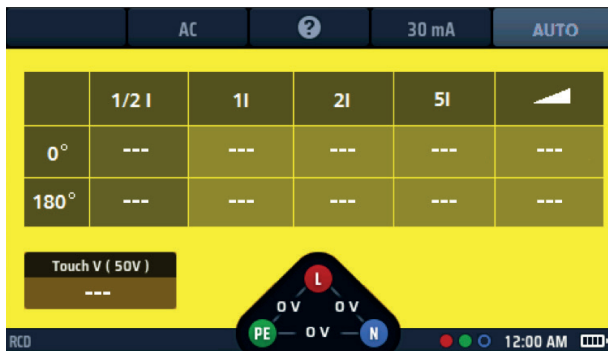 AC ? 30 mA AUTO
1/2 I 1I 2I 5I
0° --- --- --- --- ---
180° --- --- --- --- ---
Touch V ( 50V )
---
L
0 V 0 V
PE 0 V N
RCD 12:00 AM